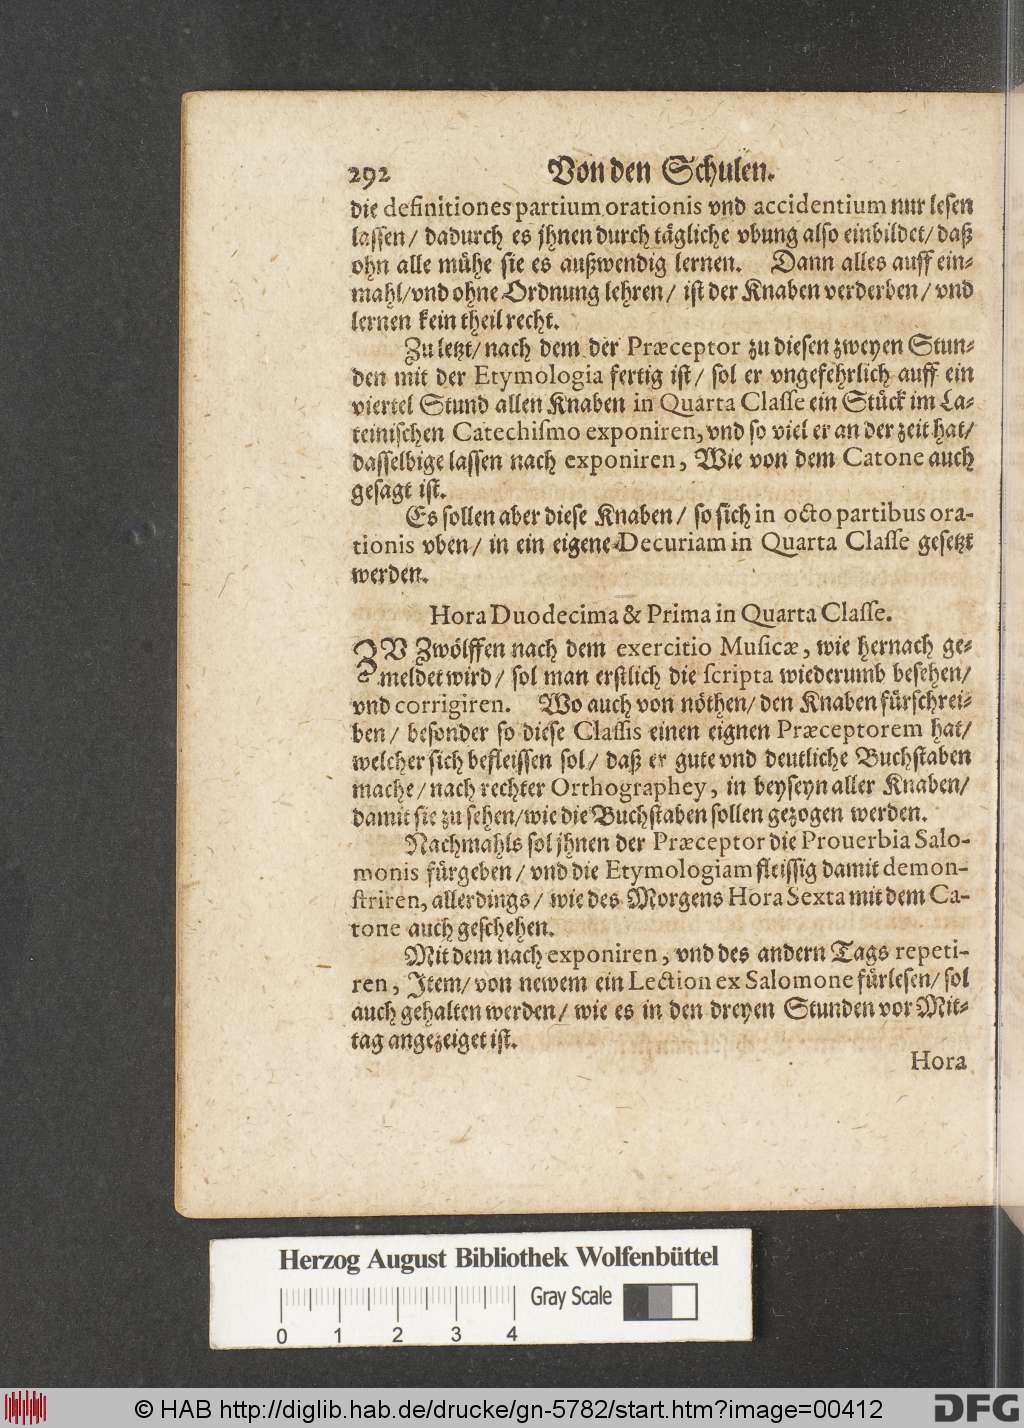 292 Von den Schulen.
die definitiones partium orationis vnd accidentium nur lesen
lassen/ dadurch es jhnen durch tägliche vbung also einbildet/ daß
ohn alle mühe sie es außwendig lernen. Dann alles auff ein-
mahl/vnd ohne Ordnung lehren/ ist der Knaben verderben/ vnd
lernen kein theil recht.
Zu letzt/ nach dem der Præceptor zu diesen zweyen Stun-
den mit der Etymologia fertig ist/ sol er vngefehrlich auff ein
viertel Stund allen Knaben in Quarta Classe ein Stück im La-
teinischen Catechismo exponiren, vnd so viel er an der zeit hat/
dasselbige lassen nach exponiren, Wie von dem Catone auch
gesagt ist.
Es sollen aber diese Knaben/ so sich in octo partibus ora-
tionis vben/ in ein eigene Decuriam in Quarta Classe gesetzt
werden.
Hora Duodecima & Prima in Quarta Classe.
ZV Zwölffen nach dem exercitio Musicæ, wie hernach ge-
meldet wird/ sol man erstlich die scripta wiederumb besehen/
vnd corrigiren. Wo auch von nöthen/ den Knaben fürschrei-
ben/ besonder so diese Classis einen eignen Præceptorem hat/
welcher sich befleissen sol/ daß er gute vnd deutliche Buchstaben
mache/ nach rechter Orthographey, in beyseyn aller Knaben/
damit sie zu sehen/wie die Buchstaben sollen gezogen werden.
Nachmahls sol jhnen der Præceptor die Prouerbia Salo-
monis fürgeben/ vnd die Etymologiam fleissig damit demon-
striren, allerdings/ wie des Morgens Hora Sexta mit dem Ca-
tone auch geschehen.
Mit dem nach exponiren, vnd des andern Tags repeti-
ren, Item/ von newem ein Lection ex Salomone fürlesen/ sol
auch gehalten werden/ wie es in den dreyen Stunden vor Mit-
tag angezeiget ist.
Hora
Herzog August Bibliothek Wolfenbüttel
Gray Scale
0 1 2 3 4
© HAB http://diglib.hab.de/drucke/gn-5782/start.htm?image=00412
DFG